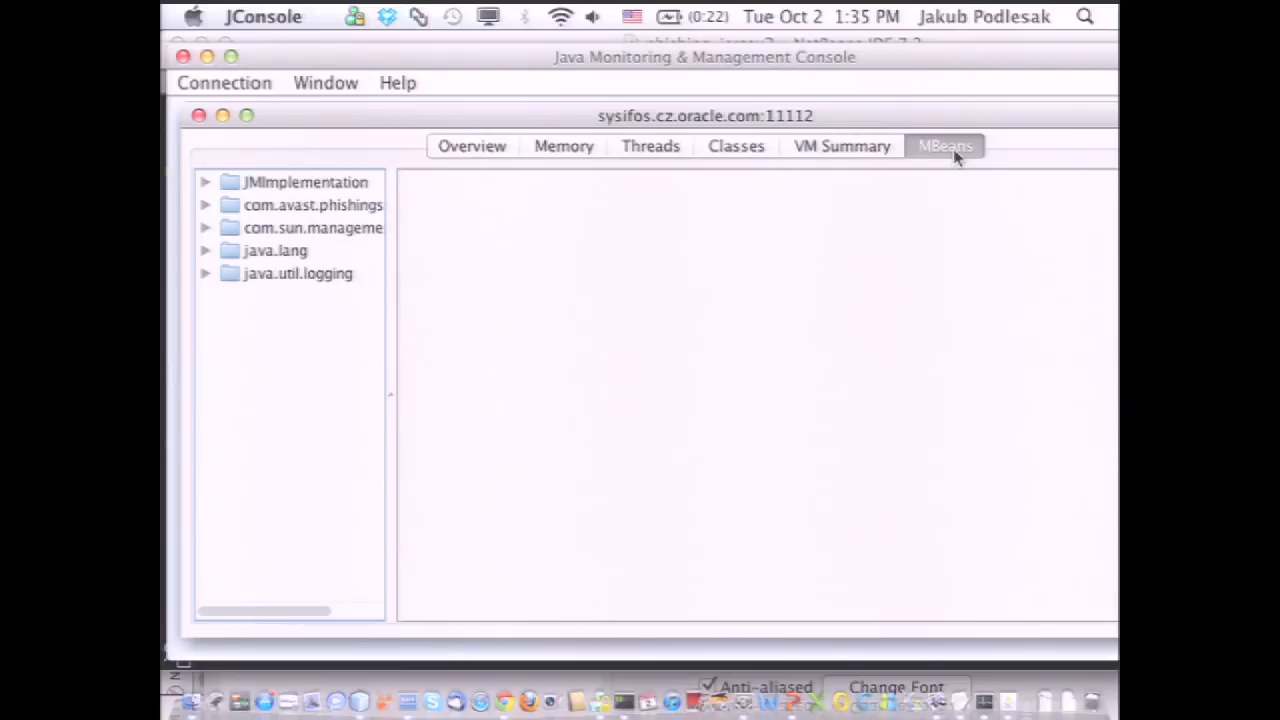 JConsole (0:22) Tue Oct 2 1:35 PM Jakub Podlesak
Java Monitoring & Management Console
Connection Window Help
sysifos.cz.oracle.com:11112
Overview Memory Threads Classes VM Summary MBeans
JMImplementation
com.avast.phishings
com.sun.manageme
java.lang
java.util.logging
Anti-aliased Change Font